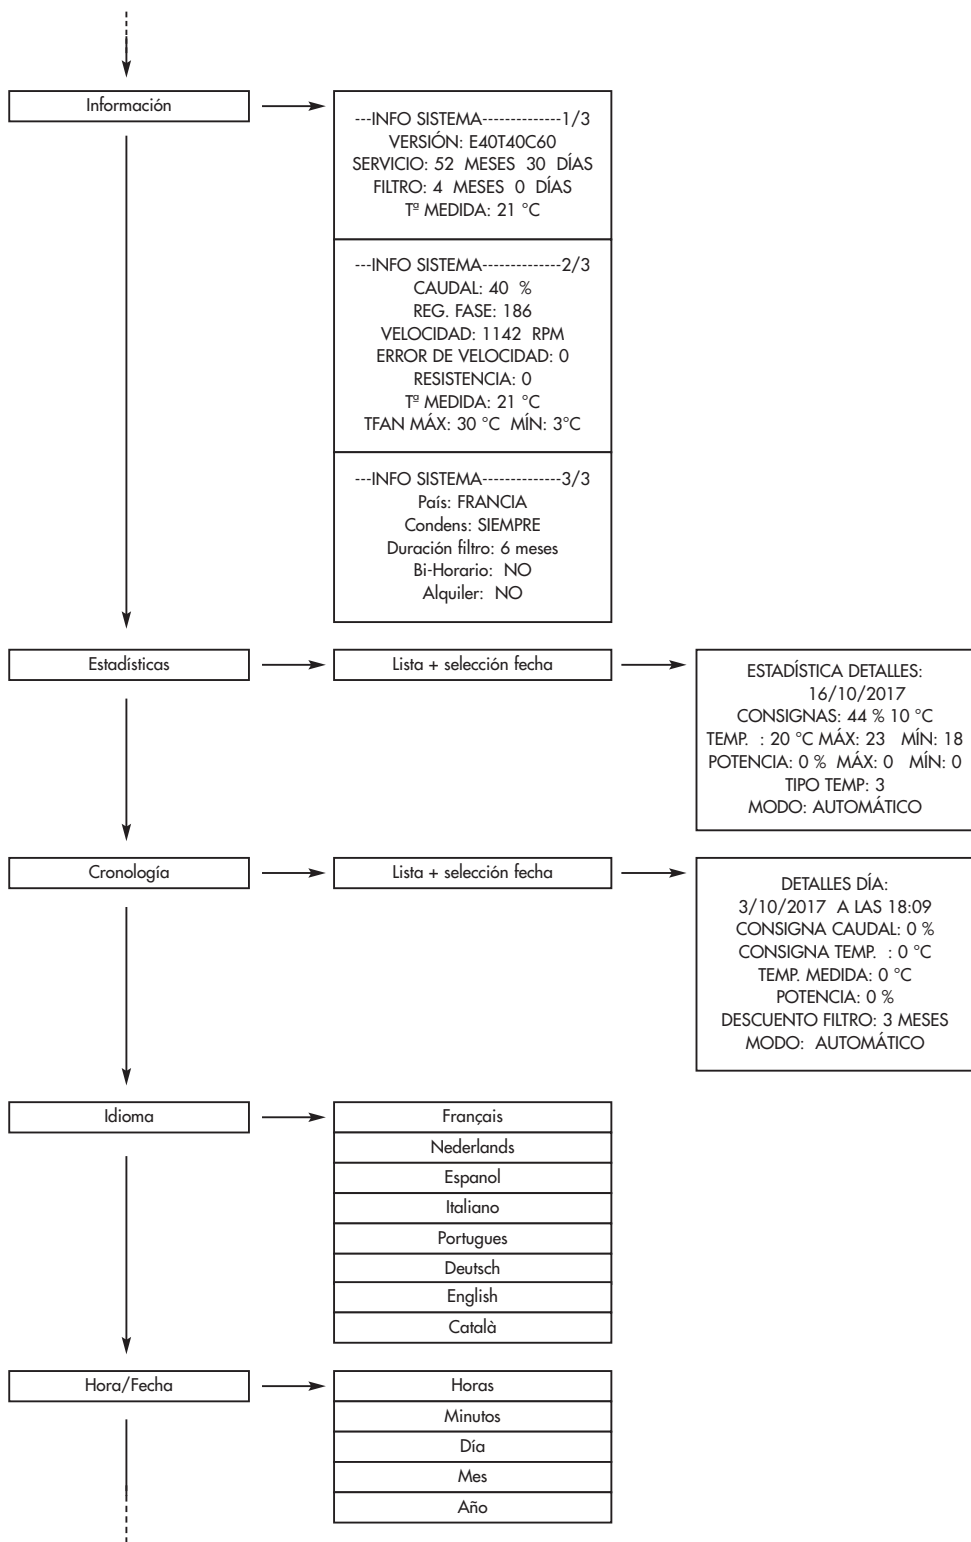 Información
---INFO SISTEMA--------------1/3
VERSIÓN: E40T40C60
SERVICIO: 52 MESES 30 DÍAS
FILTRO: 4 MESES 0 DÍAS
Tª MEDIDA: 21 °C
---INFO SISTEMA--------------2/3
CAUDAL: 40 %
REG. FASE: 186
VELOCIDAD: 1142 RPM
ERROR DE VELOCIDAD: 0
RESISTENCIA: 0
Tª MEDIDA: 21 °C
TFAN MÁX: 30 °C MÍN: 3°C
---INFO SISTEMA--------------3/3
País: FRANCIA
Condens: SIEMPRE
Duración filtro: 6 meses
Bi-Horario: NO
Alquiler: NO
Estadísticas
Lista + selección fecha
ESTADÍSTICA DETALLES:
16/10/2017
CONSIGNAS: 44 % 10 °C
TEMP. : 20 °C MÁX: 23 MÍN: 18
POTENCIA: 0 % MÁX: 0 MÍN: 0
TIPO TEMP: 3
MODO: AUTOMÁTICO
Cronología
Lista + selección fecha
DETALLES DÍA:
3/10/2017 A LAS 18:09
CONSIGNA CAUDAL: 0 %
CONSIGNA TEMP. : 0 °C
TEMP. MEDIDA: 0 °C
POTENCIA: 0 %
DESCUENTO FILTRO: 3 MESES
MODO: AUTOMÁTICO
Idioma
Français
Nederlands
Espanol
Italiano
Portugues
Deutsch
English
Català
Hora/Fecha
Horas
Minutos
Día
Mes
Año